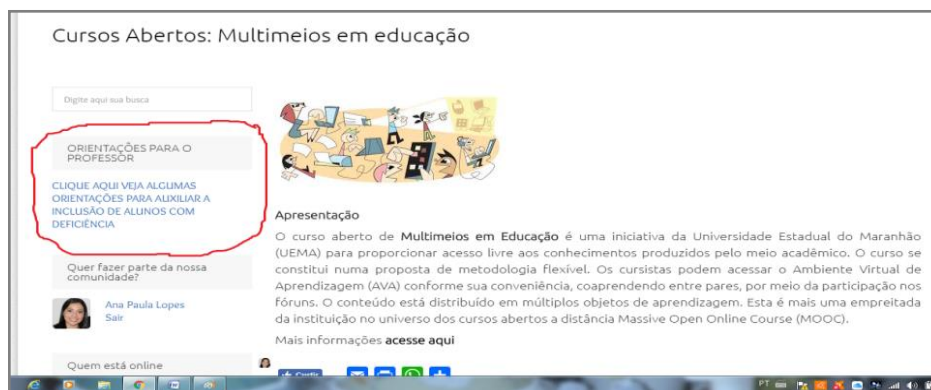 Cursos Abertos: Multimeios em educação
Digite aqui sua busca
ORIENTAÇÕES PARA O
PROFESSOR
CLIQUE AQUI VEJA ALGUMAS
ORIENTAÇÕES PARA AUXILIAR A
INCLUSÃO DE ALUNOS COM
DEFICIÊNCIA
Quer fazer parte da nossa
comunidade?
Ana Paula Lopes
Sair
Quem está online
Apresentação
O curso aberto de Multimeios em Educação é uma iniciativa da Universidade Estadual do Maranhão
(UEMA) para proporcionar acesso livre aos conhecimentos produzidos pelo meio acadêmico. O curso se
constitui numa proposta de metodologia flexível. Os cursistas podem acessar o Ambiente Virtual de
Aprendizagem (AVA) conforme sua conveniência, coaprendendo entre pares, por meio da participação nos
fóruns. O conteúdo está distribuído em múltiplos objetos de aprendizagem. Esta é mais uma empreitada
da instituição no universo dos cursos abertos a distância Massive Open Online Course (MOOC).
Mais informações acesse aqui
Curtir
PT